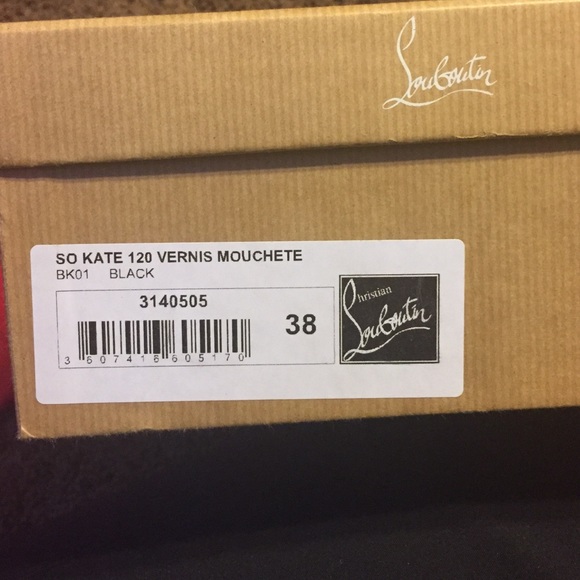 Louboutin
SO KATE 120 VERNIS MOUCHETE
BK01 BLACK
3140505
38
3 607416 605170
Christian
Louboutin